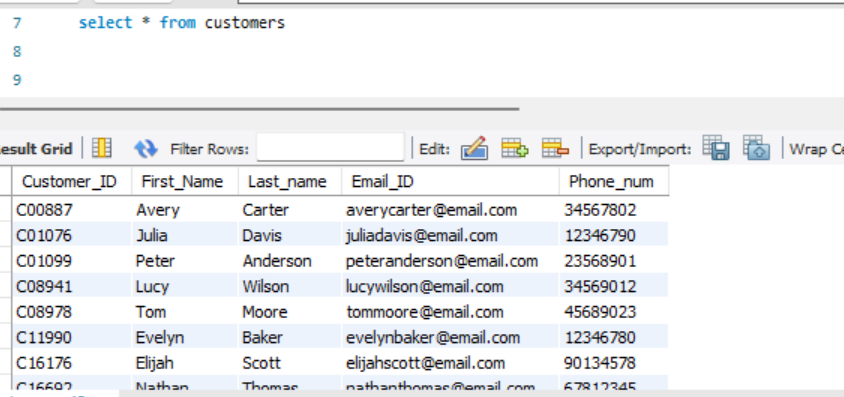 7 select * from customers
8
9
Result Grid Filter Rows: Edit: Export/Import: Wrap
Customer_ID First_Name Last_name Email_ID Phone_num
C00887 Avery Carter averycarter@email.com 34567802
C01076 Julia Davis juliadavis@email.com 12346790
C01099 Peter Anderson peteranderson@email.com 23568901
C08941 Lucy Wilson lucywilson@email.com 34569012
C08978 Tom Moore tommoore@email.com 45689023
C11990 Evelyn Baker evelynbaker@email.com 12346780
C16176 Elijah Scott elijahscott@email.com 90134578
C16692 Nathan Thomas nathanthomas@email.com 67812345